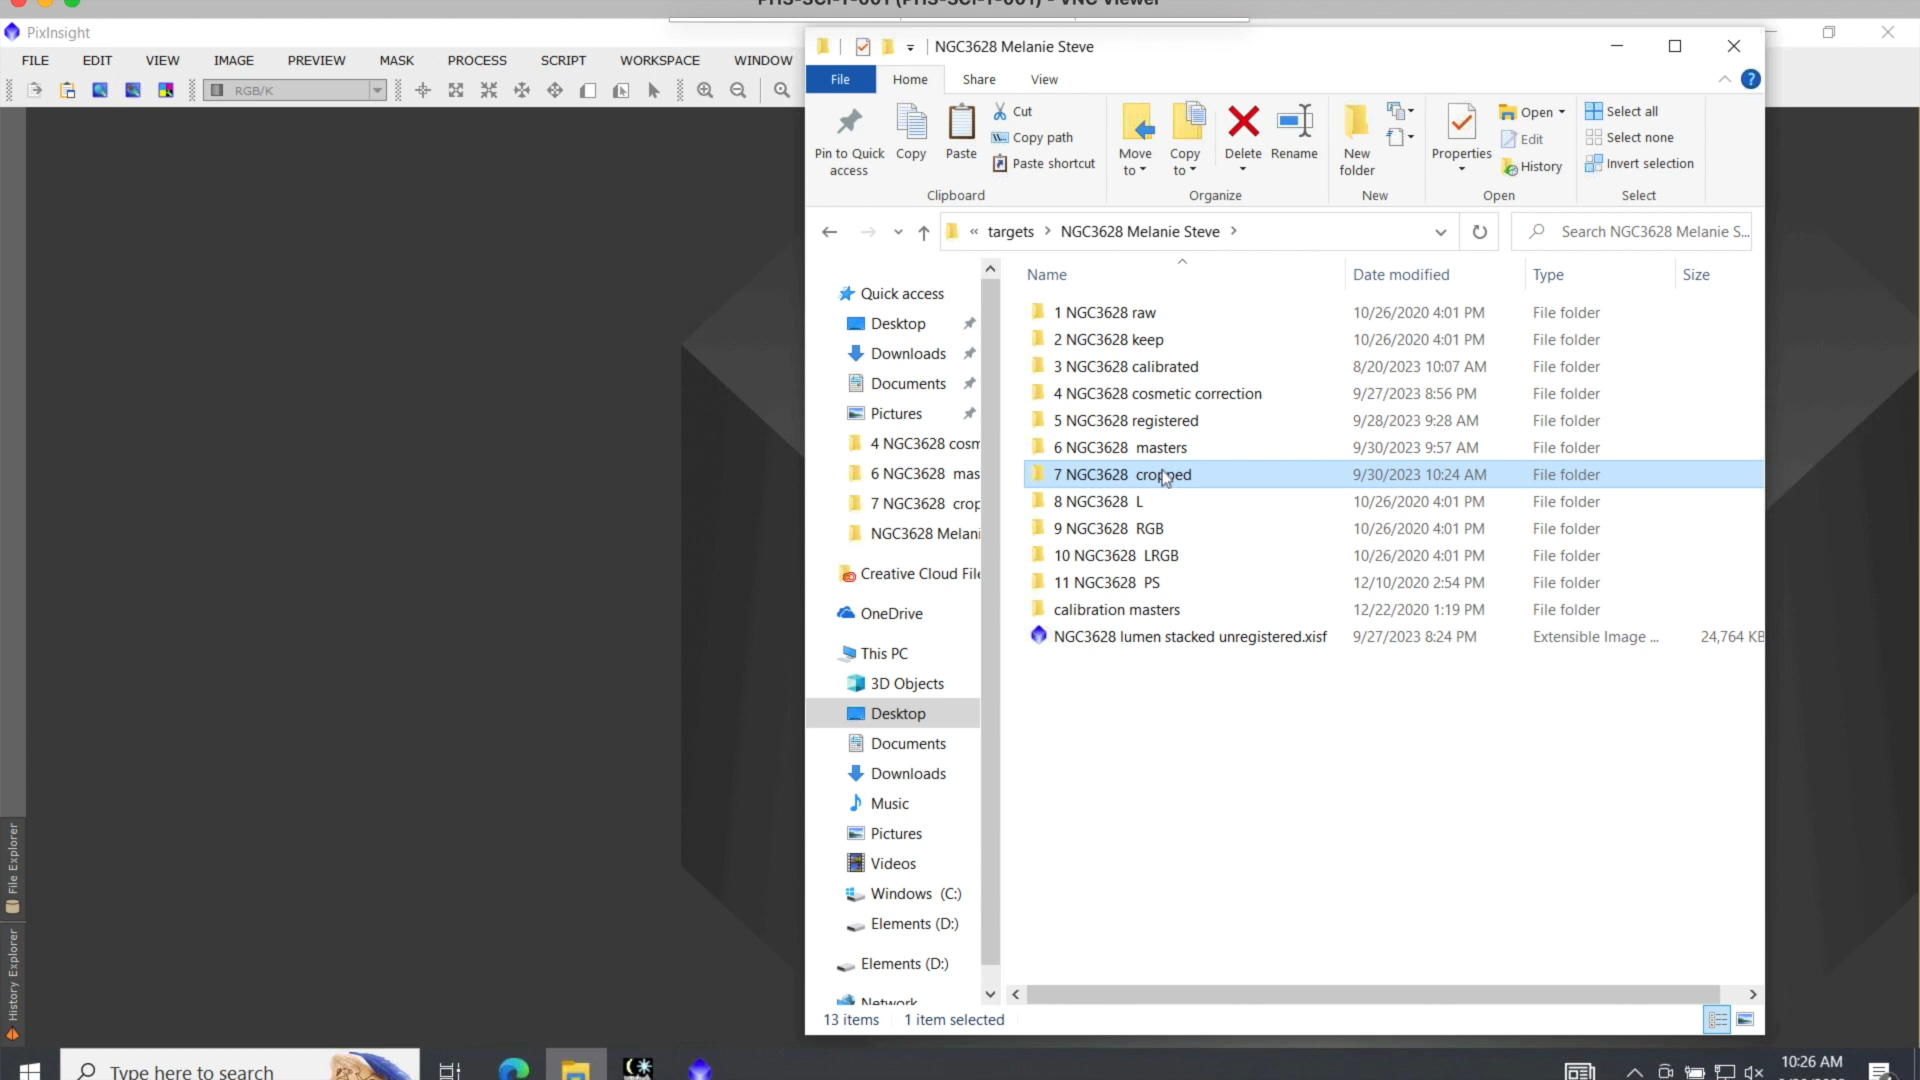 PixInsight
FILE EDIT VIEW IMAGE PREVIEW MASK PROCESS SCRIPT WORKSPACE WINDOW
RGB/K
NGC3628 Melanie Steve
File Home Share View
Pin to Quick access
Copy
Paste
Cut
Copy path
Paste shortcut
Clipboard
Move to
Copy to
Delete
Rename
Organize
New folder
New
Properties
Open
Edit
History
Open
Select all
Select none
Invert selection
Select
« targets > NGC3628 Melanie Steve >
Search NGC3628 Melanie S...
Quick access
Desktop
Downloads
Documents
Pictures
4 NGC3628 cosm
6 NGC3628 mas
7 NGC3628 crop
NGC3628 Melani
Creative Cloud File
OneDrive
This PC
3D Objects
Desktop
Documents
Downloads
Music
Pictures
Videos
Windows (C:)
Elements (D:)
Elements (D:)
Network
Name Date modified Type Size
1 NGC3628 raw 10/26/2020 4:01 PM File folder
2 NGC3628 keep 10/26/2020 4:01 PM File folder
3 NGC3628 calibrated 8/20/2023 10:07 AM File folder
4 NGC3628 cosmetic correction 9/27/2023 8:56 PM File folder
5 NGC3628 registered 9/28/2023 9:28 AM File folder
6 NGC3628 masters 9/30/2023 9:57 AM File folder
7 NGC3628 cropped 9/30/2023 10:24 AM File folder
8 NGC3628 L 10/26/2020 4:01 PM File folder
9 NGC3628 RGB 10/26/2020 4:01 PM File folder
10 NGC3628 LRGB 10/26/2020 4:01 PM File folder
11 NGC3628 PS 12/10/2020 2:54 PM File folder
calibration masters 12/22/2020 1:19 PM File folder
NGC3628 lumen stacked unregistered.xisf 9/27/2023 8:24 PM Extensible Image ... 24,764 KB
13 items 1 item selected
File Explorer
History Explorer
Type here to search
10:26 AM